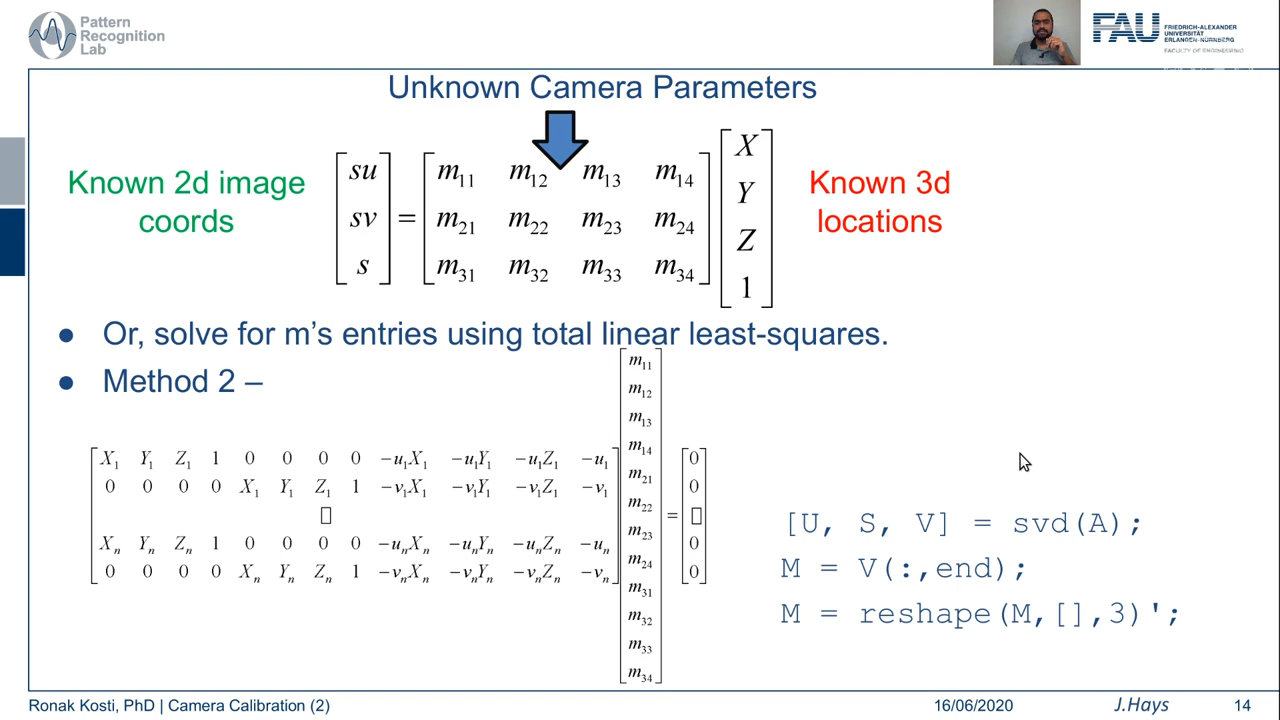 Pattern
Recognition
Lab
FAU
FRIEDRICH-ALEXANDER
UNIVERSITÄT
ERLANGEN-NÜRNBERG
FACULTY OF ENGINEERING
Unknown Camera Parameters
Known 2d image
coords
su m11 m12 m13 m14 X
sv = m21 m22 m23 m24 Y
s m31 m32 m33 m34 Z
1
Known 3d
locations
● Or, solve for m's entries using total linear least-squares.
● Method 2 –
X1 Y1 Z1 1 0 0 0 0 −u1X1 −u1Y1 −u1Z1 −u1
0 0 0 0 X1 Y1 Z1 1 −v1X1 −v1Y1 −v1Z1 −v1
▯
Xn Yn Zn 1 0 0 0 0 −unXn −unYn −unZn −un
0 0 0 0 Xn Yn Zn 1 −vnXn −vnYn −vnZn −vn
m11
m12
m13
m14
m21
m22
m23
m24
m31
m32
m33
m34
=
0
0
▯
0
0
[U, S, V] = svd(A);
M = V(:,end);
M = reshape(M,[],3)';
Ronak Kosti, PhD | Camera Calibration (2)
16/06/2020
J.Hays
14